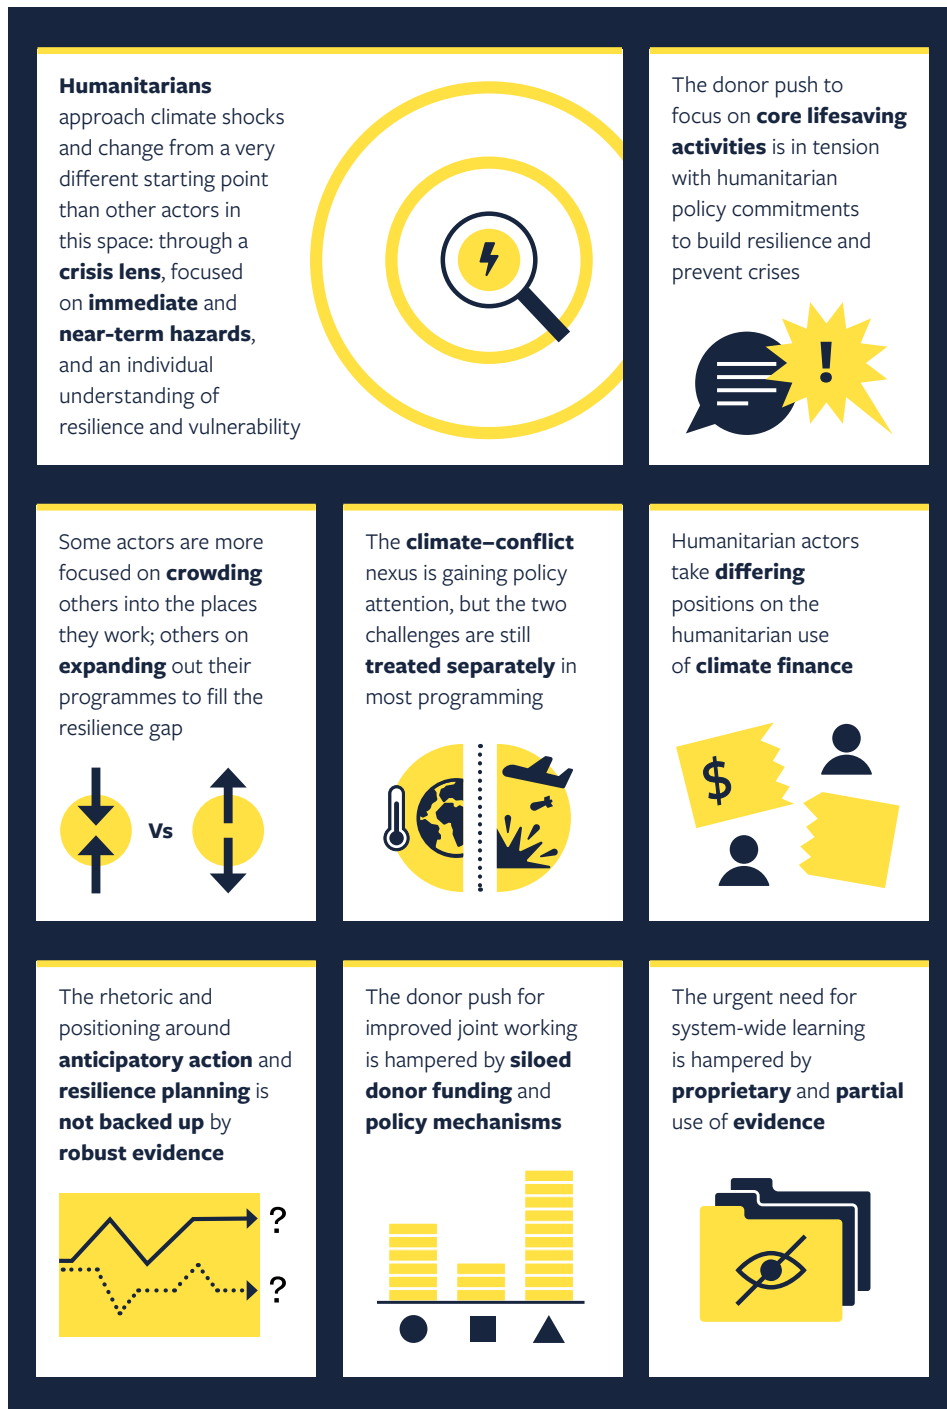 Humanitarians
approach climate shocks
and change from a very
different starting point
than other actors in
this space: through a
crisis lens, focused
on immediate and
near-term hazards,
and an individual
understanding of
resilience and vulnerability
The donor push to
focus on core lifesaving
activities is in tension
with humanitarian
policy commitments
to build resilience and
prevent crises
!
Some actors are more
focused on crowding
others into the places
they work; others on
expanding out their
programmes to fill the
resilience gap
Vs
The climate–conflict
nexus is gaining policy
attention, but the two
challenges are still
treated separately in
most programming
Humanitarian actors
take differing
positions on the
humanitarian use
of climate finance
$
The rhetoric and
positioning around
anticipatory action and
resilience planning is
not backed up by
robust evidence
?
?
The donor push for
improved joint working
is hampered by siloed
donor funding and
policy mechanisms
The urgent need for
system-wide learning
is hampered by
proprietary and partial
use of evidence